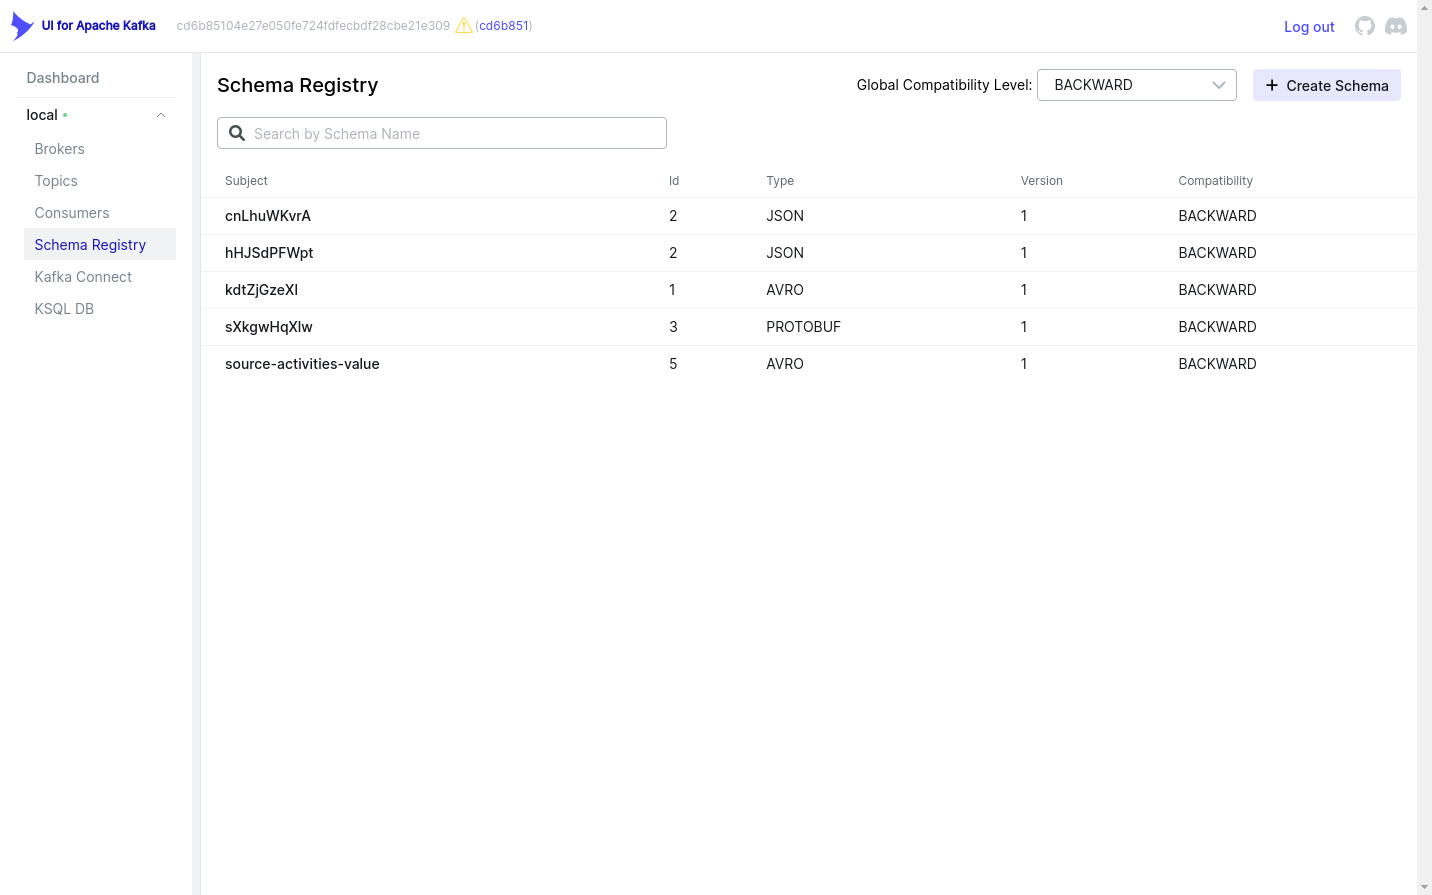 UI for Apache Kafka
cd6b85104e27e050fe724fdfecbdf28cbe21e309 (cd6b851)
Log out
Dashboard
local
Brokers
Topics
Consumers
Schema Registry
Kafka Connect
KSQL DB
Schema Registry
Global Compatibility Level: BACKWARD
Create Schema
Search by Schema Name
Subject Id Type Version Compatibility
cnLhuWKvrA 2 JSON 1 BACKWARD
hHJSdPFWpt 2 JSON 1 BACKWARD
kdtZjGzeXI 1 AVRO 1 BACKWARD
sXkgwHqXlw 3 PROTOBUF 1 BACKWARD
source-activities-value 5 AVRO 1 BACKWARD